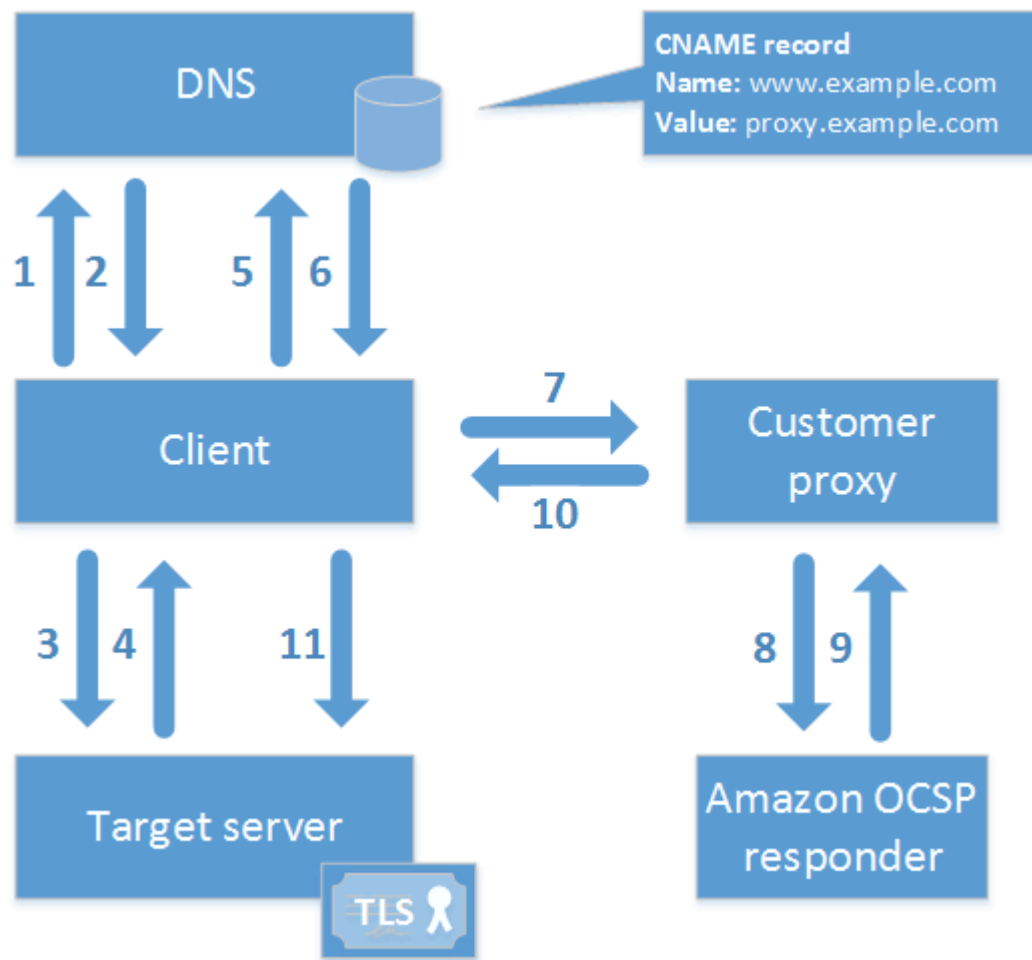 DNS
CNAME record
Name: www.example.com
Value: proxy.example.com
1
2
5
6
Client
7
10
Customer
proxy
3
4
11
8
9
Target server
TLS
Amazon OCSP
responder